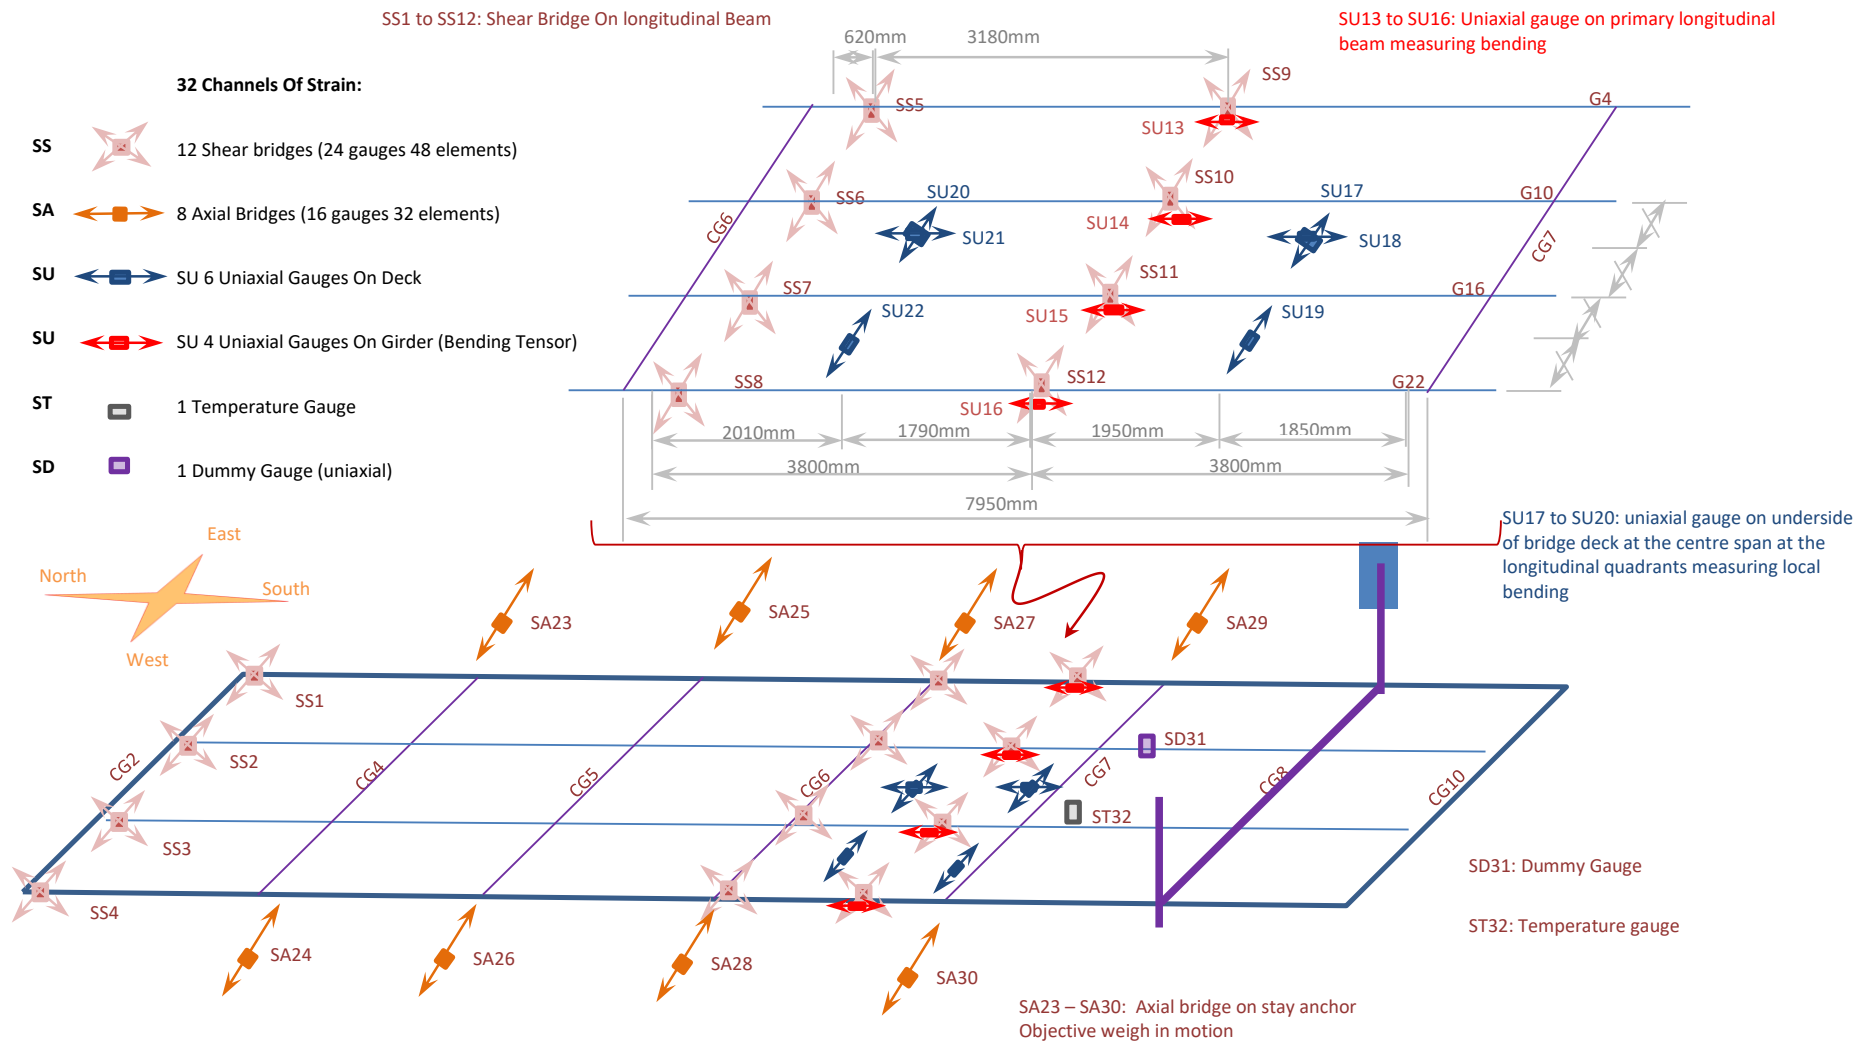 SS1 to SS12: Shear Bridge On longitudinal Beam
SU13 to SU16: Uniaxial gauge on primary longitudinal
beam measuring bending
620mm
3180mm
32 Channels Of Strain:
SS
12 Shear bridges (24 gauges 48 elements)
SA
8 Axial Bridges (16 gauges 32 elements)
SU
SU 6 Uniaxial Gauges On Deck
SU
SU 4 Uniaxial Gauges On Girder (Bending Tensor)
ST
1 Temperature Gauge
SD
1 Dummy Gauge (uniaxial)
SS5
SS9
G4
SU13
SS6
SU20
SS10
SU17
G10
CG6
SU14
SU21
SU18
CG7
SS7
SS11
G16
SU15
SU22
SU19
SS8
SS12
G22
SU16
2010mm
1790mm
1950mm
1850mm
3800mm
3800mm
7950mm
SU17 to SU20: uniaxial gauge on underside
of bridge deck at the centre span at the
longitudinal quadrants measuring local
bending
East
North
South
West
SA23
SA25
SA27
SA29
SS1
SS2
SS3
SS4
CG2
CG4
CG5
CG6
CG7
CG8
CG10
SD31
ST32
SA24
SA26
SA28
SA30
SD31: Dummy Gauge
ST32: Temperature gauge
SA23 – SA30: Axial bridge on stay anchor
Objective weigh in motion